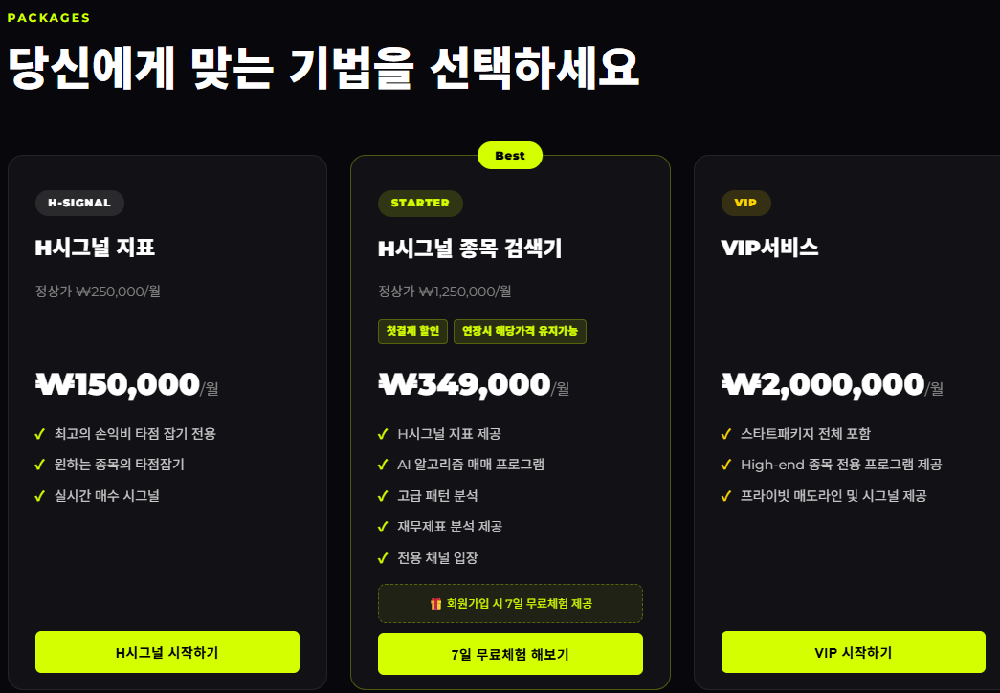 PACKAGES
당신에게 맞는 기법을 선택하세요
H-SIGNAL
H시그널 지표
정상가 ₩250,000/월
₩150,000/월
✓ 최고의 손익비 타점 잡기 전용
✓ 원하는 종목의 타점잡기
✓ 실시간 매수 시그널
H시그널 시작하기
Best
STARTER
H시그널 종목 검색기
정상가 ₩1,250,000/월
첫결제 할인 연장시 해당가격 유지가능
₩349,000/월
✓ H시그널 지표 제공
✓ AI 알고리즘 매매 프로그램
✓ 고급 패턴 분석
✓ 재무제표 분석 제공
✓ 전용 채널 입장
🎁 회원가입 시 7일 무료체험 제공
7일 무료체험 해보기
VIP
VIP서비스
₩2,000,000/월
✓ 스타트패키지 전체 포함
✓ High-end 종목 전용 프로그램 제공
✓ 프라이빗 매도라인 및 시그널 제공
VIP 시작하기